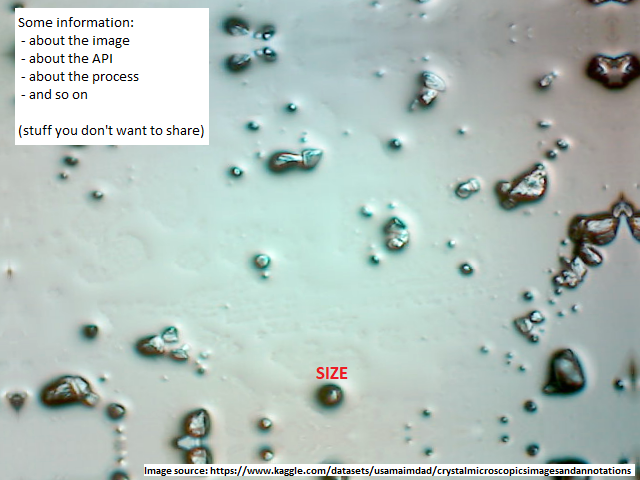 Some information:
- about the image
- about the API
- about the process
- and so on
(stuff you don't want to share)
SIZE
Image source: https://www.kaggle.com/datasets/usamaimdad/crystalmicroscopicsimagesandannotations